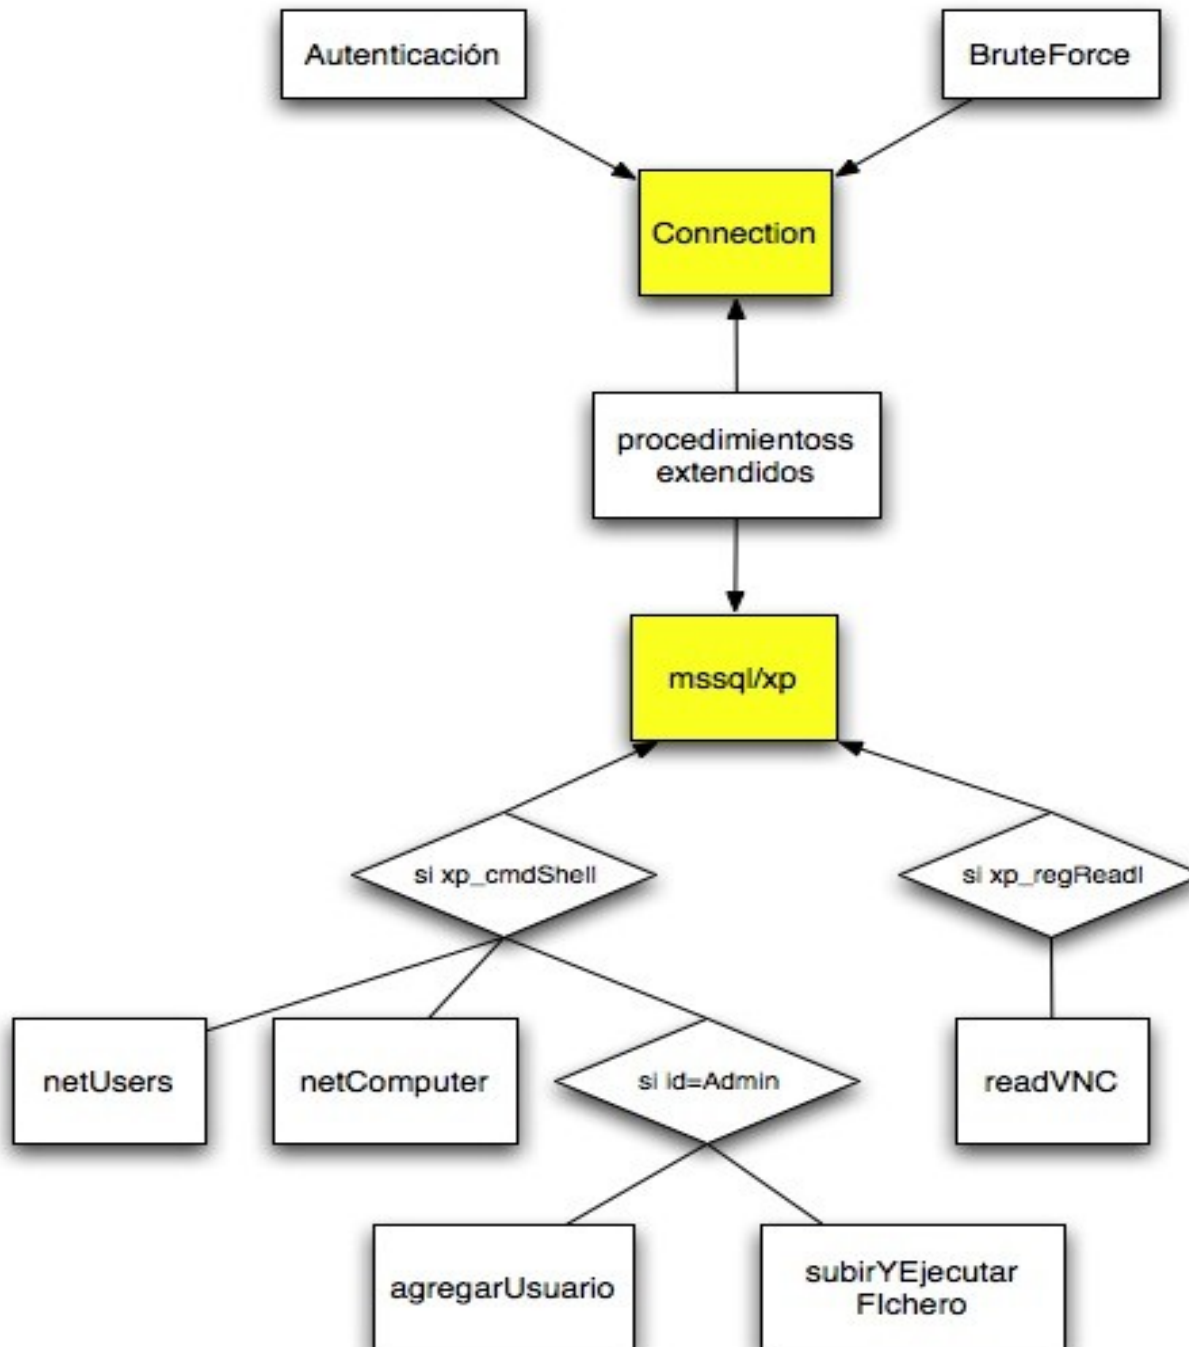 Autenticación
BruteForce
Connection
procedimientoss
extendidos
mssql/xp
si xp_cmdShell
si xp_regReadl
netUsers
netComputer
si id=Admin
readVNC
agregarUsuario
subirYEjecutar
FIchero